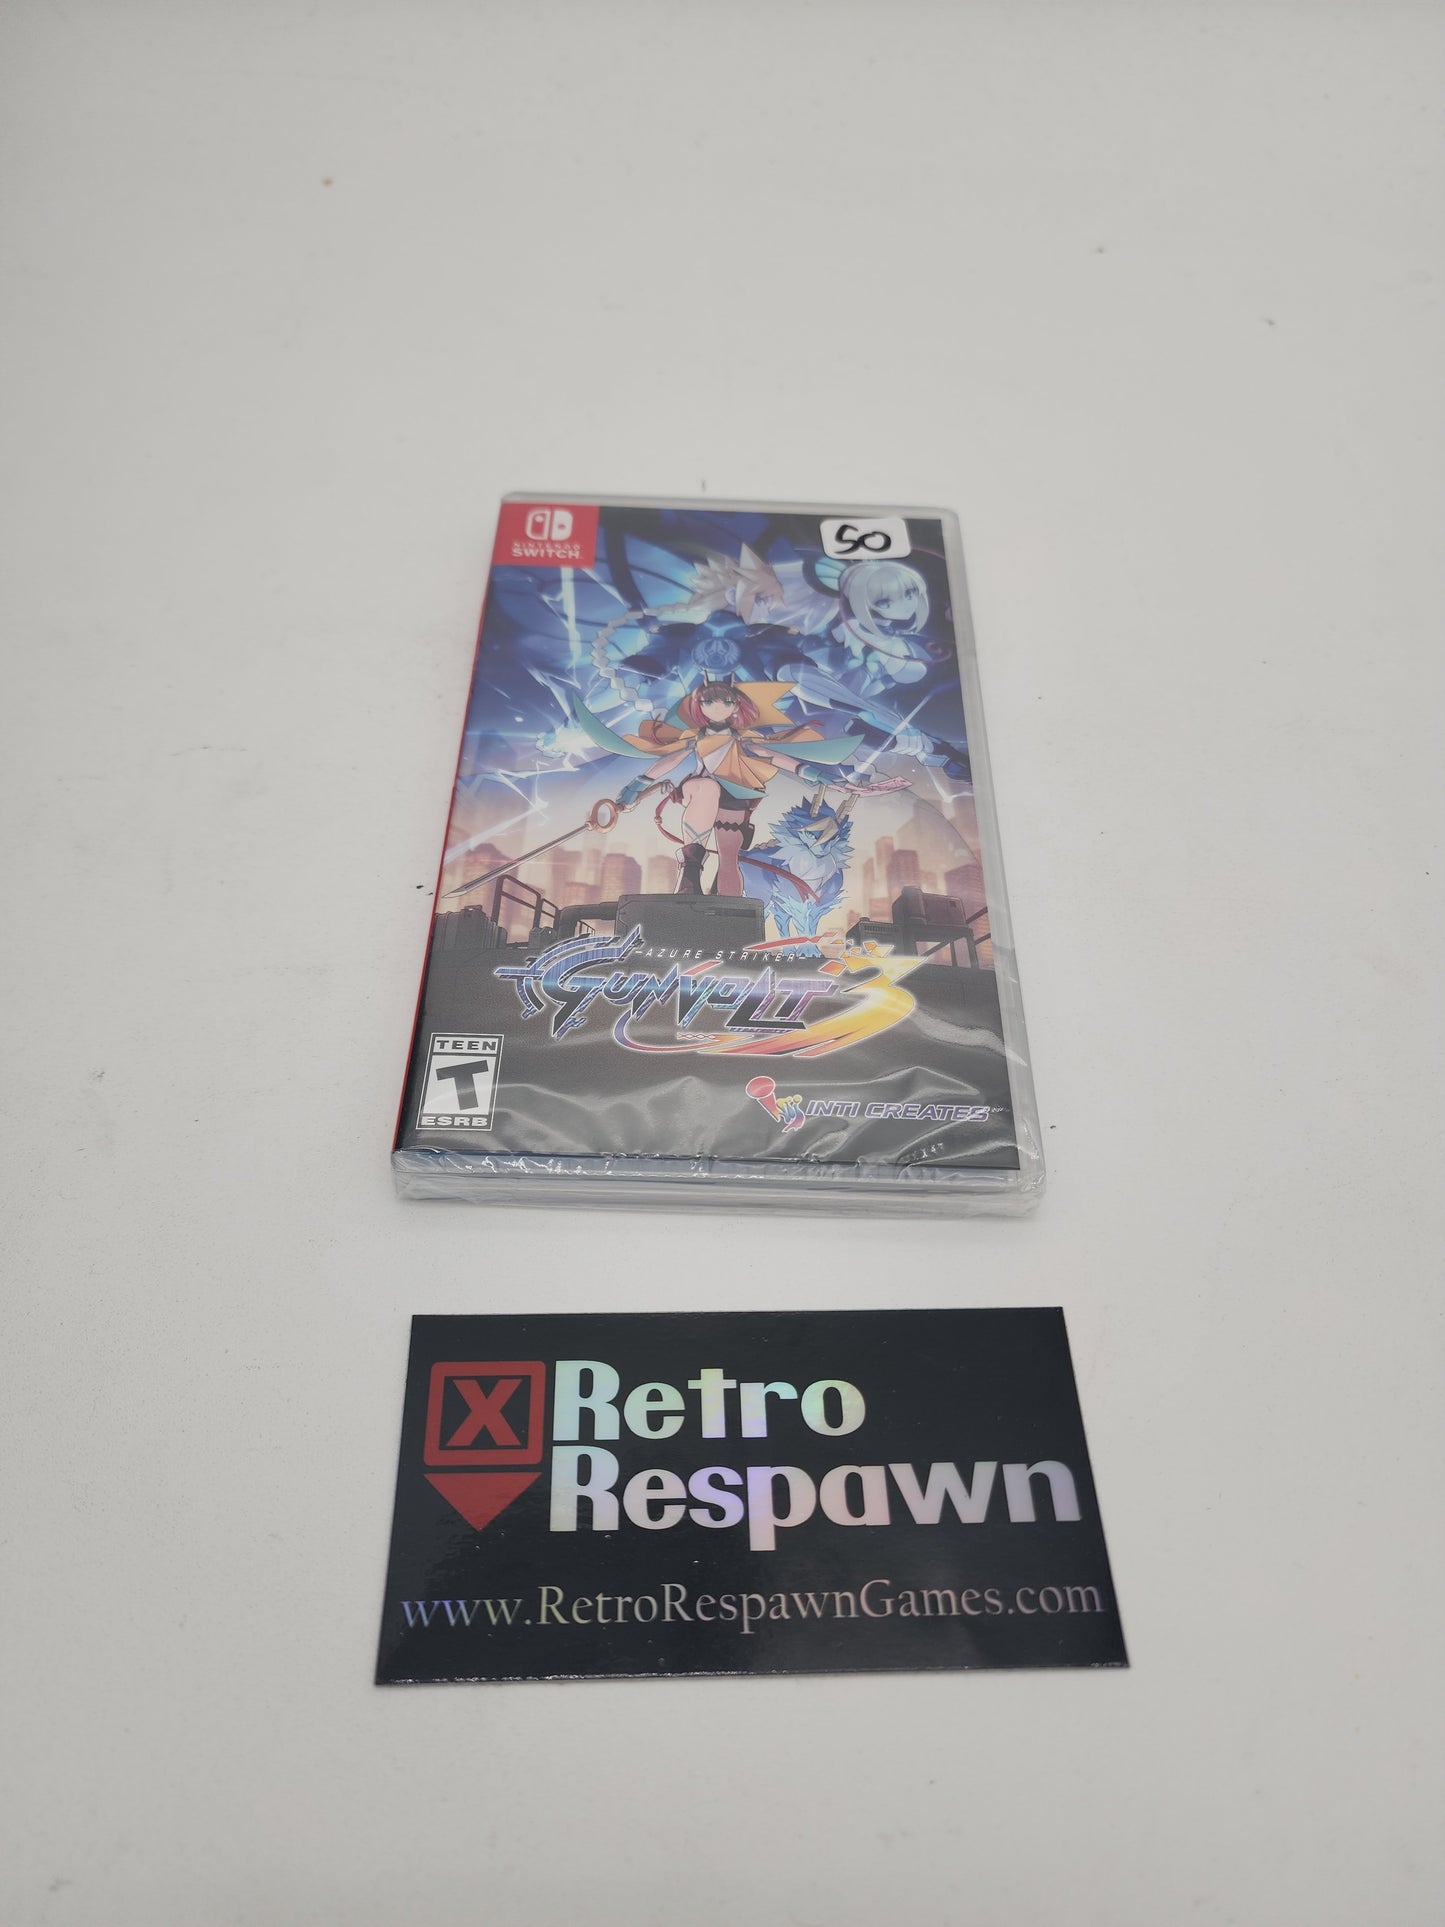 NINTENDO
SWITCH
50
AZURE STRIKER
GUNVOLT 3
TEEN
T
ESRB
INTI CREATES
X Retro
Respawn
www.RetroRespawnGames.com